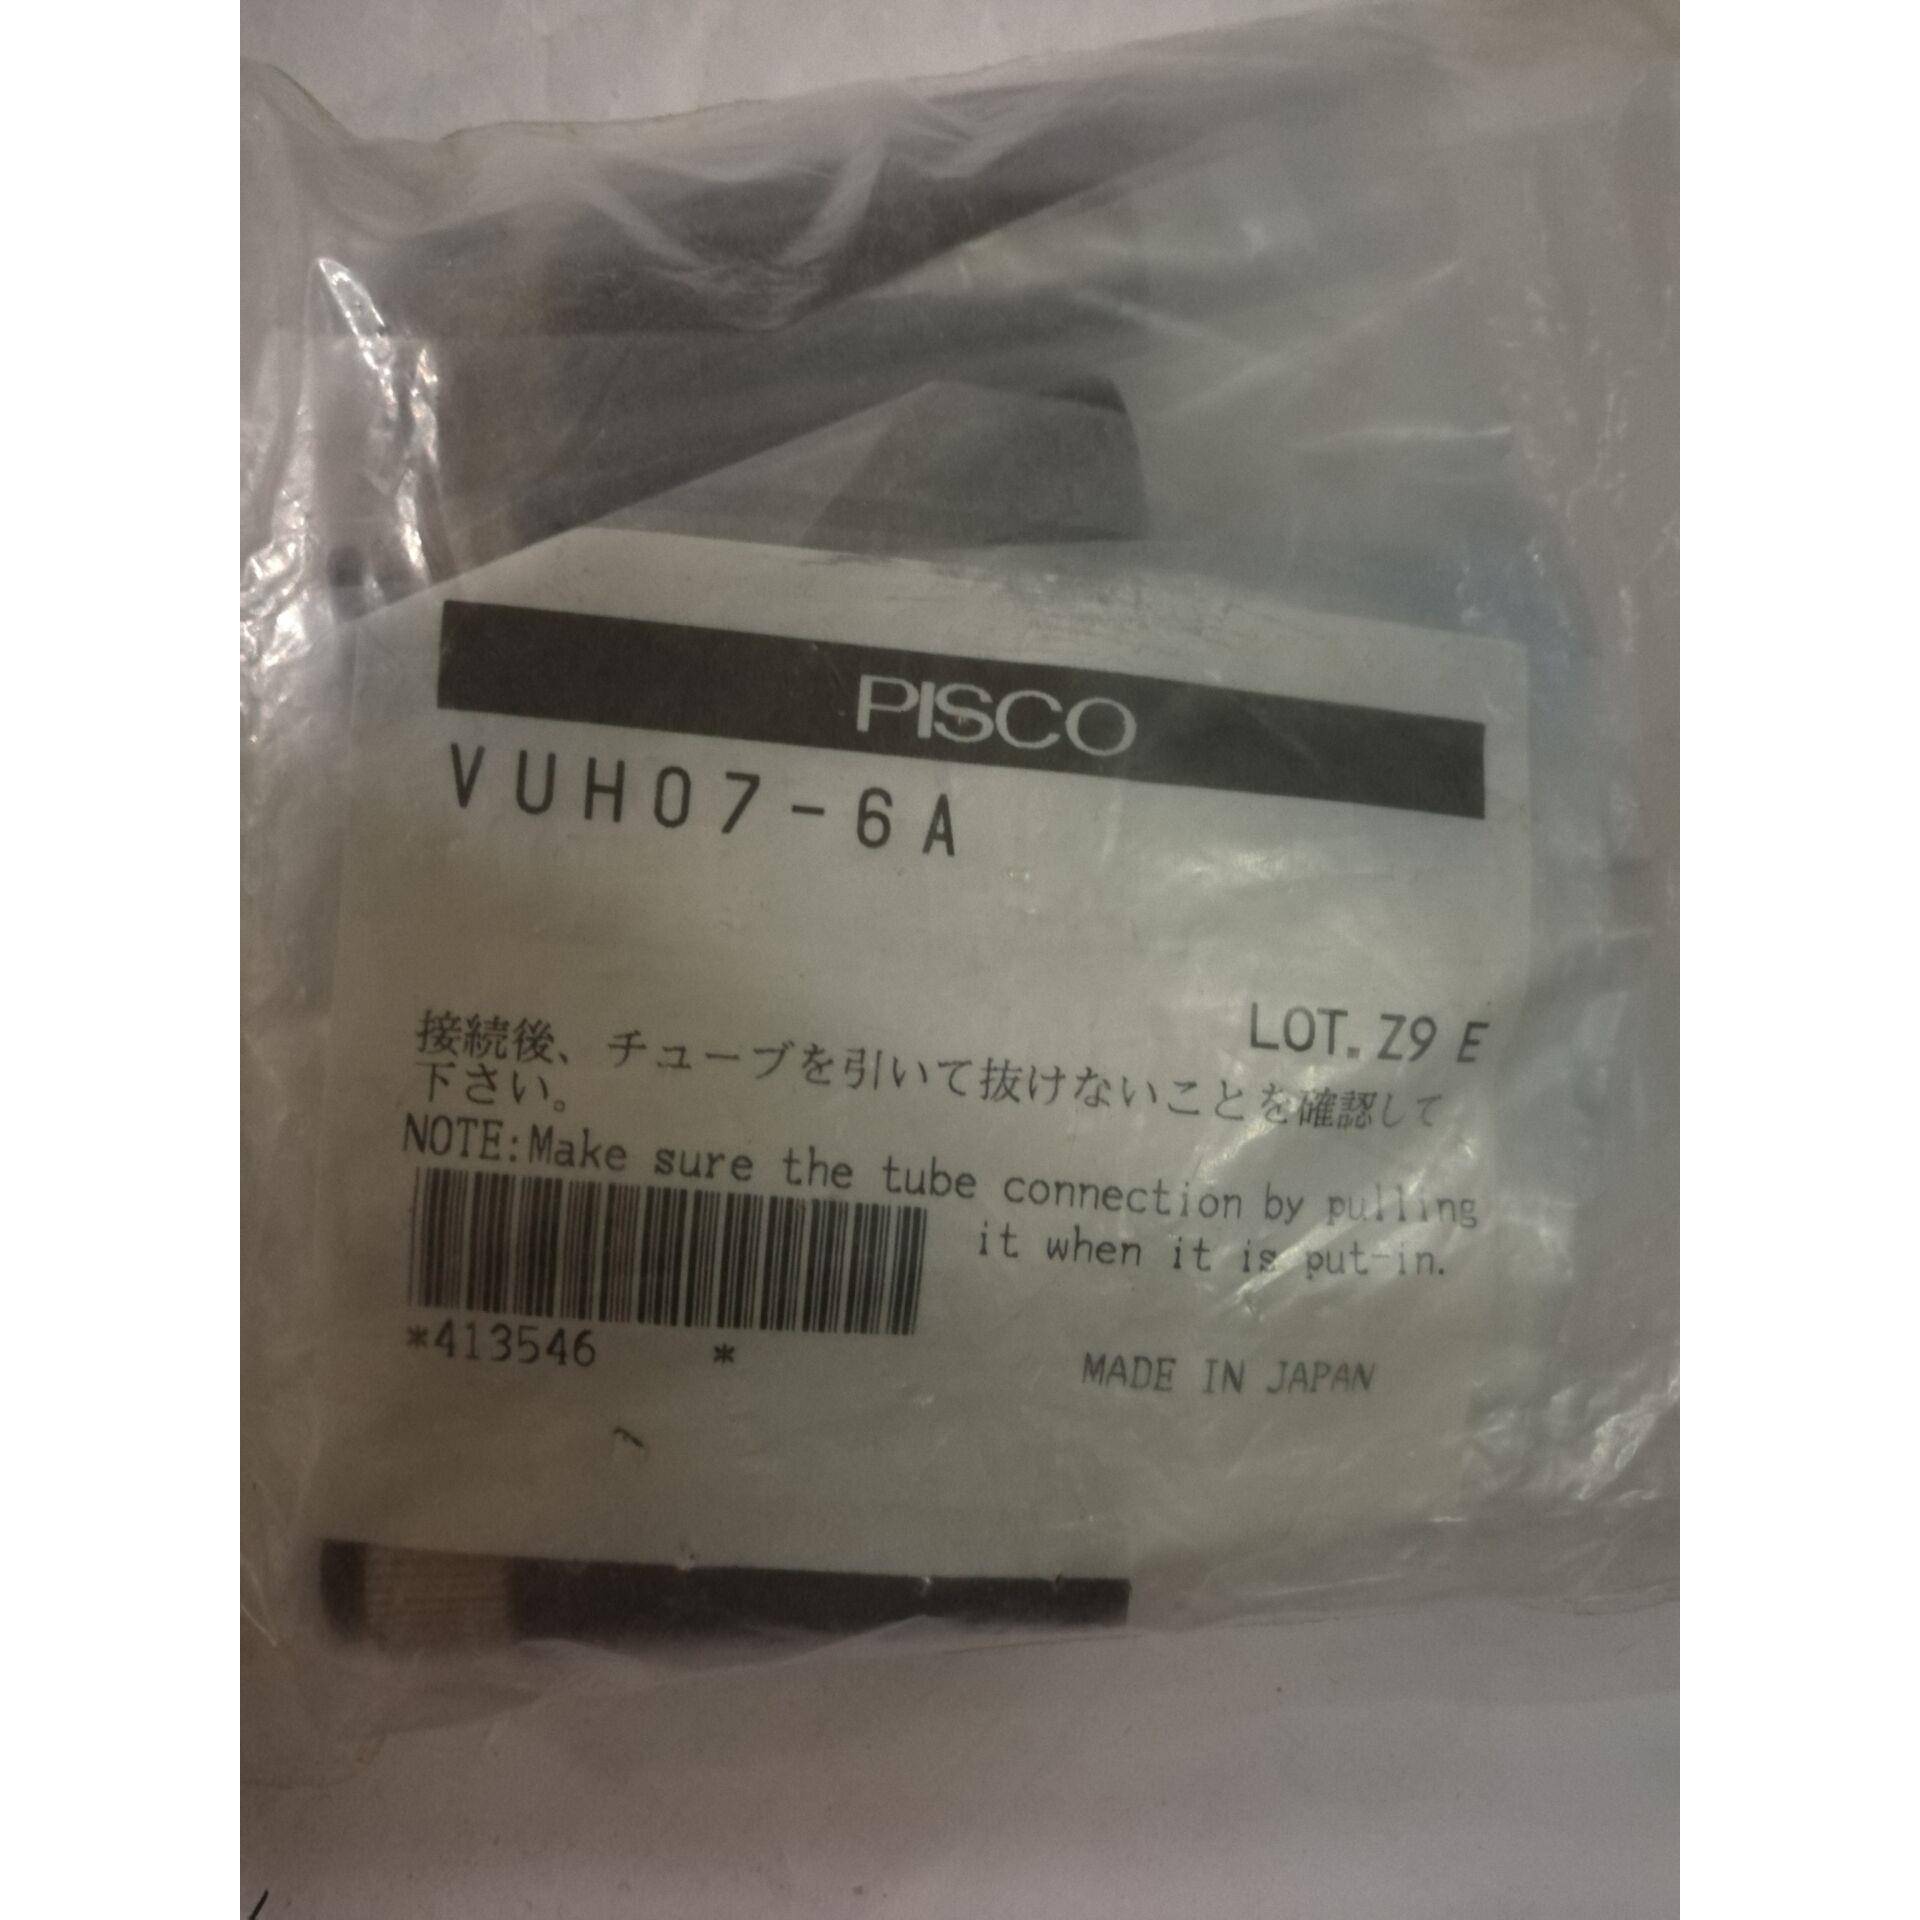 PISCO
VUH07-6A
LOT. Z9 E
接続後、チューブを引いて抜けないことを確認して
下さい。
NOTE:Make sure the tube connection by pulling
it when it is put-in.
*413546 *
MADE IN JAPAN